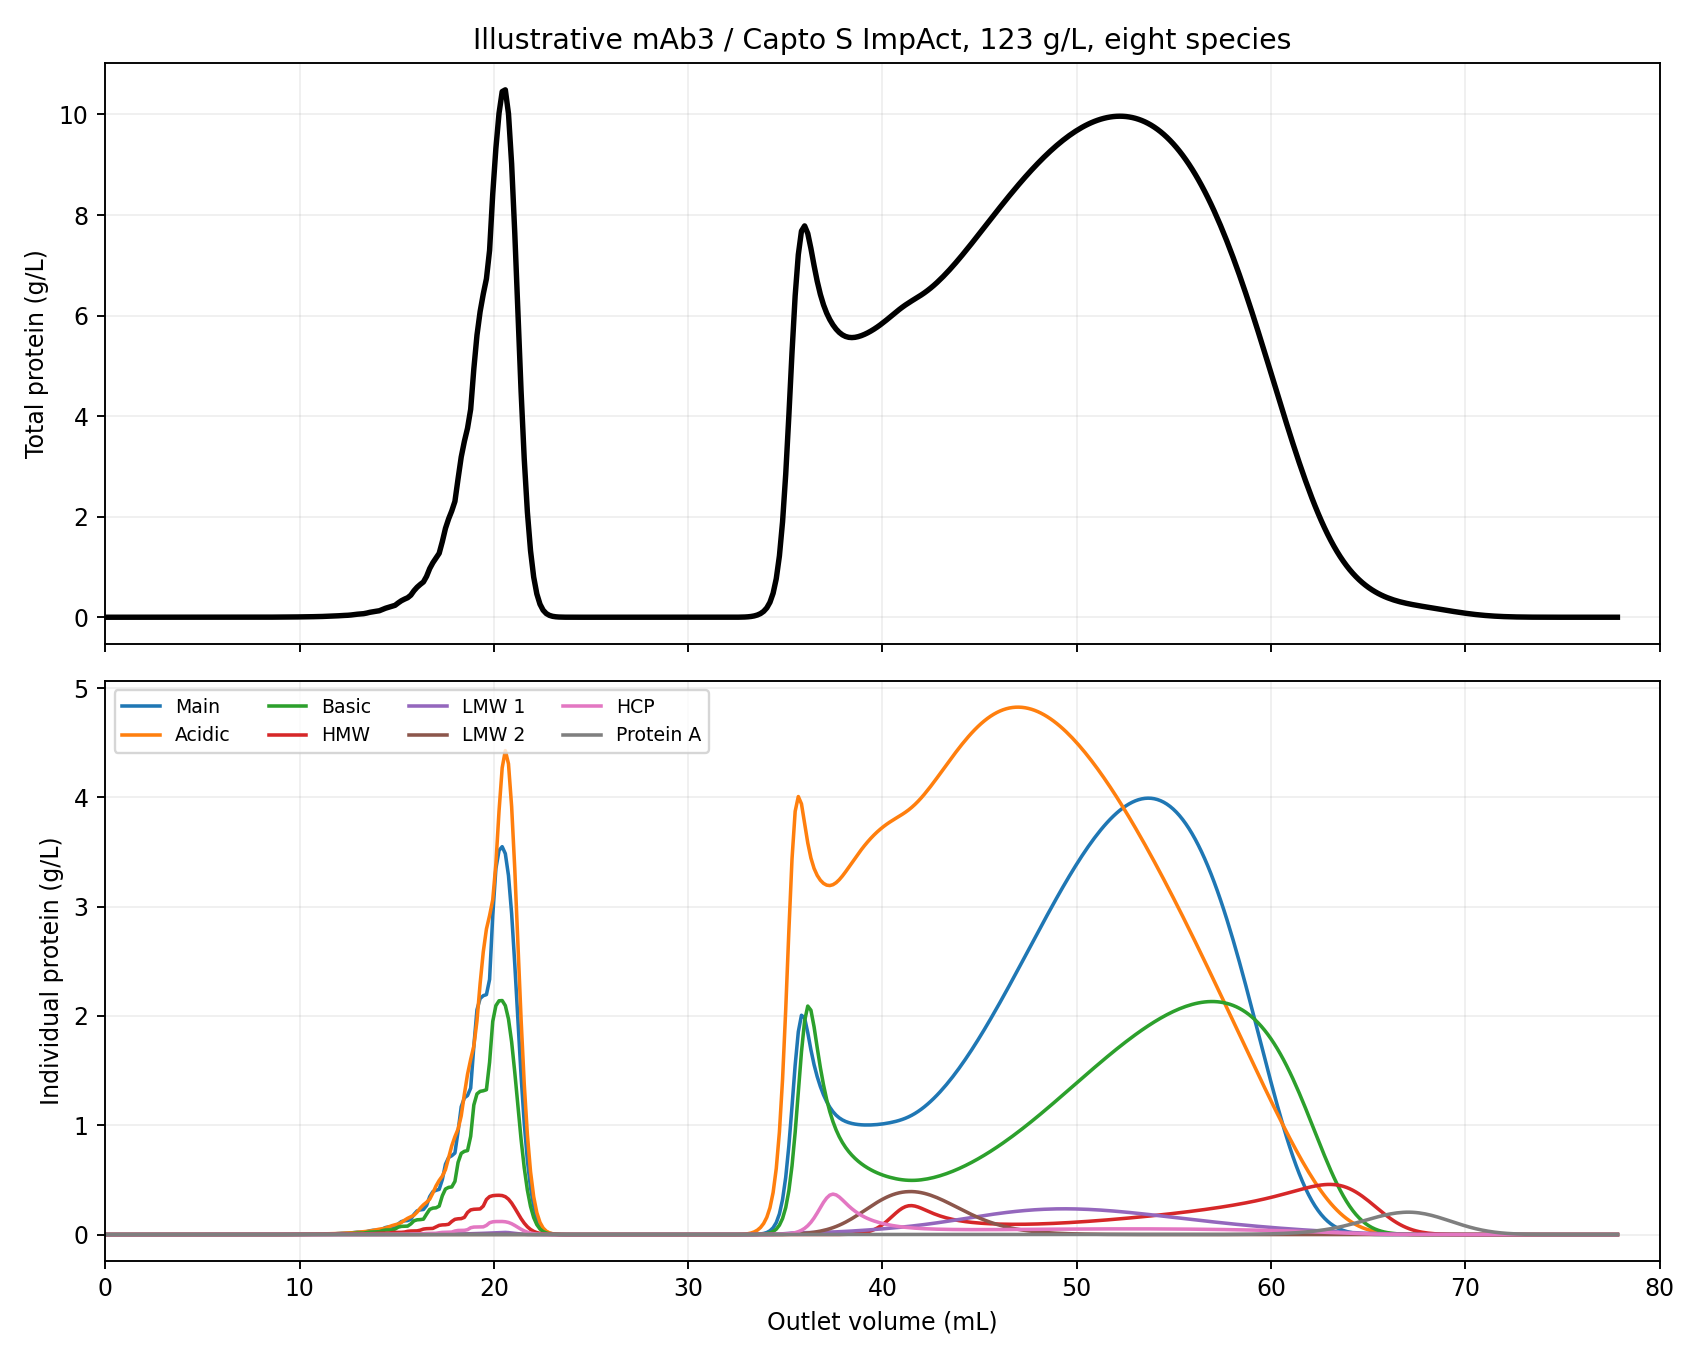 Illustrative mAb3 / Capto S ImpAct, 123 g/L, eight species
Total protein (g/L)
10
8
6
4
2
0
Individual protein (g/L)
5
4
3
2
1
0
Main
Basic
LMW 1
HCP
Acidic
HMW
LMW 2
Protein A
0
10
20
30
40
50
60
70
80
Outlet volume (mL)